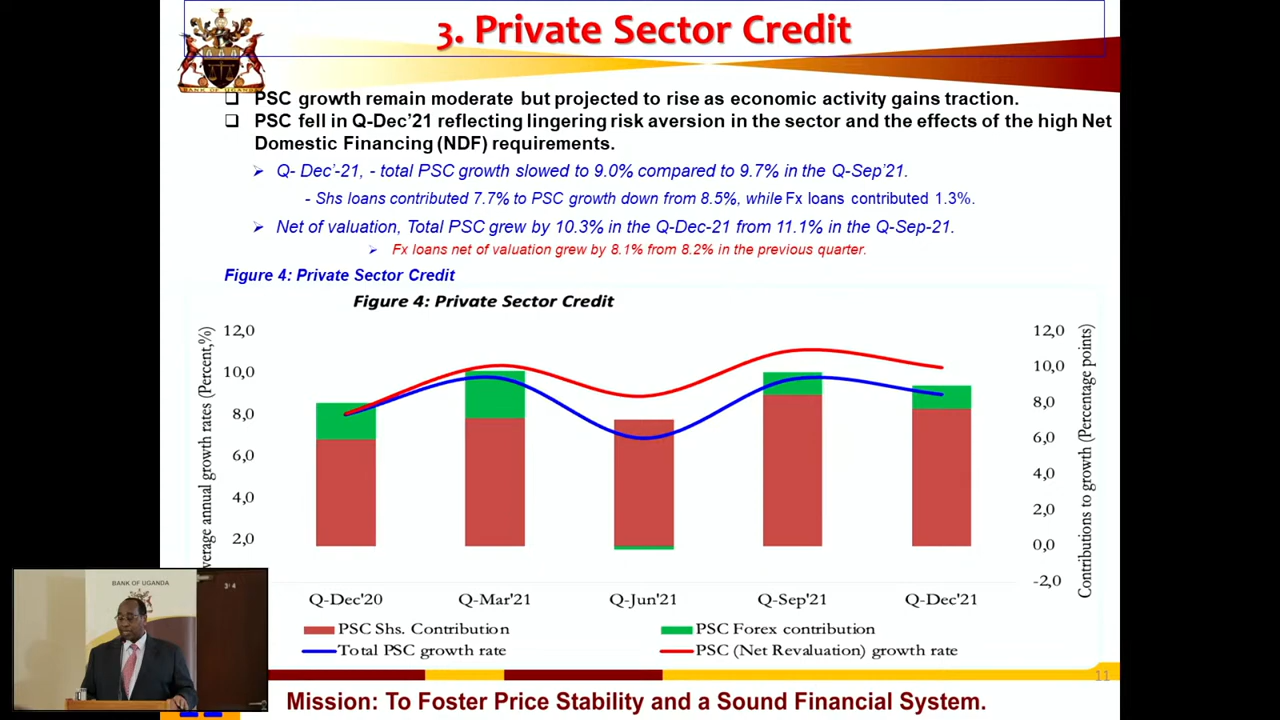 3. Private Sector Credit
BANK OF UGANDA
❑ PSC growth remain moderate but projected to rise as economic activity gains traction.
❑ PSC fell in Q-Dec’21 reflecting lingering risk aversion in the sector and the effects of the high Net
Domestic Financing (NDF) requirements.
➢ Q- Dec’-21, - total PSC growth slowed to 9.0% compared to 9.7% in the Q-Sep’21.
- Shs loans contributed 7.7% to PSC growth down from 8.5%, while Fx loans contributed 1.3%.
➢ Net of valuation, Total PSC grew by 10.3% in the Q-Dec-21 from 11.1% in the Q-Sep-21.
➢ Fx loans net of valuation grew by 8.1% from 8.2% in the previous quarter.
Figure 4: Private Sector Credit
Figure 4: Private Sector Credit
verage annual growth rates (Percent,%)
12,0
10,0
8,0
6,0
4,0
2,0
12,0
10,0
8,0
6,0
4,0
2,0
0,0
-2,0
Contributions to growth (Percentage points)
Q-Dec'20 Q-Mar'21 Q-Jun'21 Q-Sep'21 Q-Dec'21
PSC Shs. Contribution PSC Forex contribution
Total PSC growth rate PSC (Net Revaluation) growth rate
11
BANK OF UGANDA
Mission: To Foster Price Stability and a Sound Financial System.